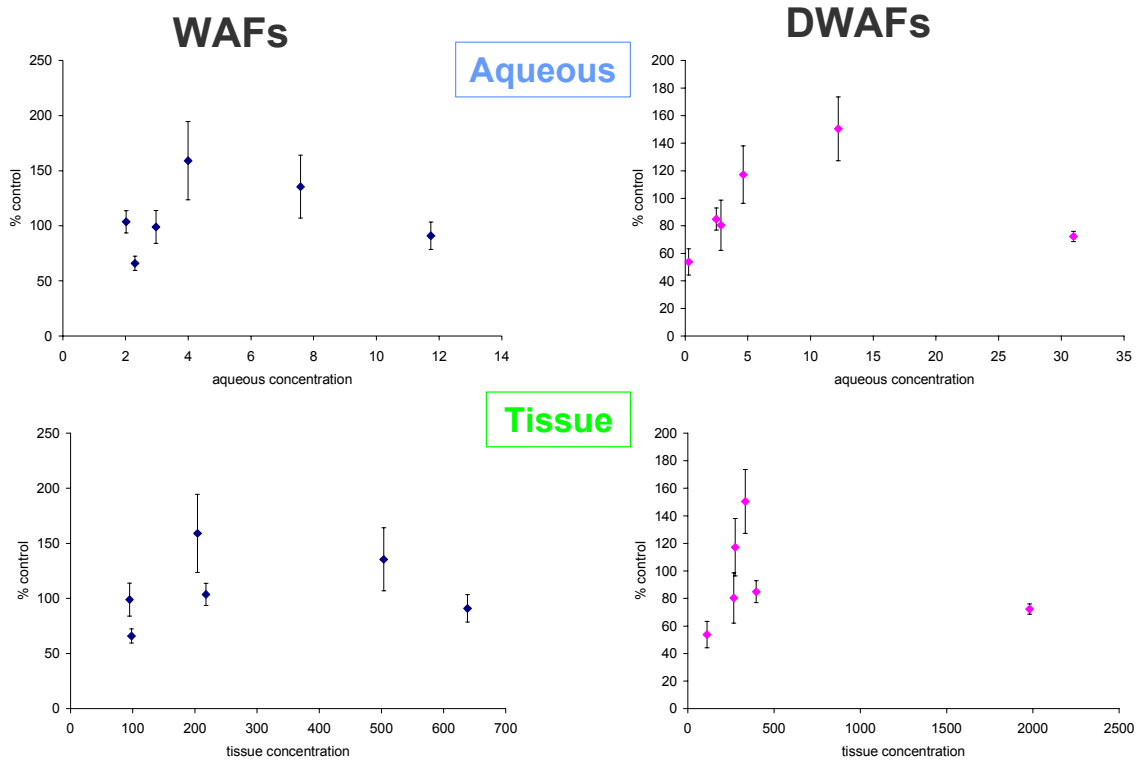 WAFs
DWAFs
Aqueous
250
200
150
100
50
0
% control
0 2 4 6 8 10 12 14
aqueous concentration
200
180
160
140
120
100
80
60
40
20
0
% control
0 5 10 15 20 25 30 35
aqueous concentration
Tissue
250
200
150
100
50
0
% control
0 100 200 300 400 500 600 700
tissue concentration
200
180
160
140
120
100
80
60
40
20
0
% control
0 500 1000 1500 2000 2500
tissue concentration